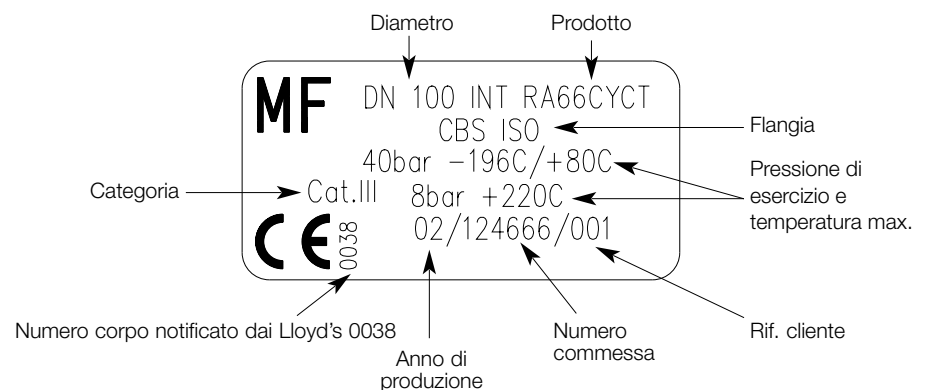 Diametro
Prodotto
MF
DN 100 INT RA66CYCT
CBS ISO
Flangia
40bar -196C/+80C
Pressione di
esercizio e
temperatura max.
Categoria
Cat.III
8bar +220C
CE
0038
02/124666/001
Numero corpo notificato dai Lloyd's 0038
Anno di
produzione
Numero
commessa
Rif. cliente